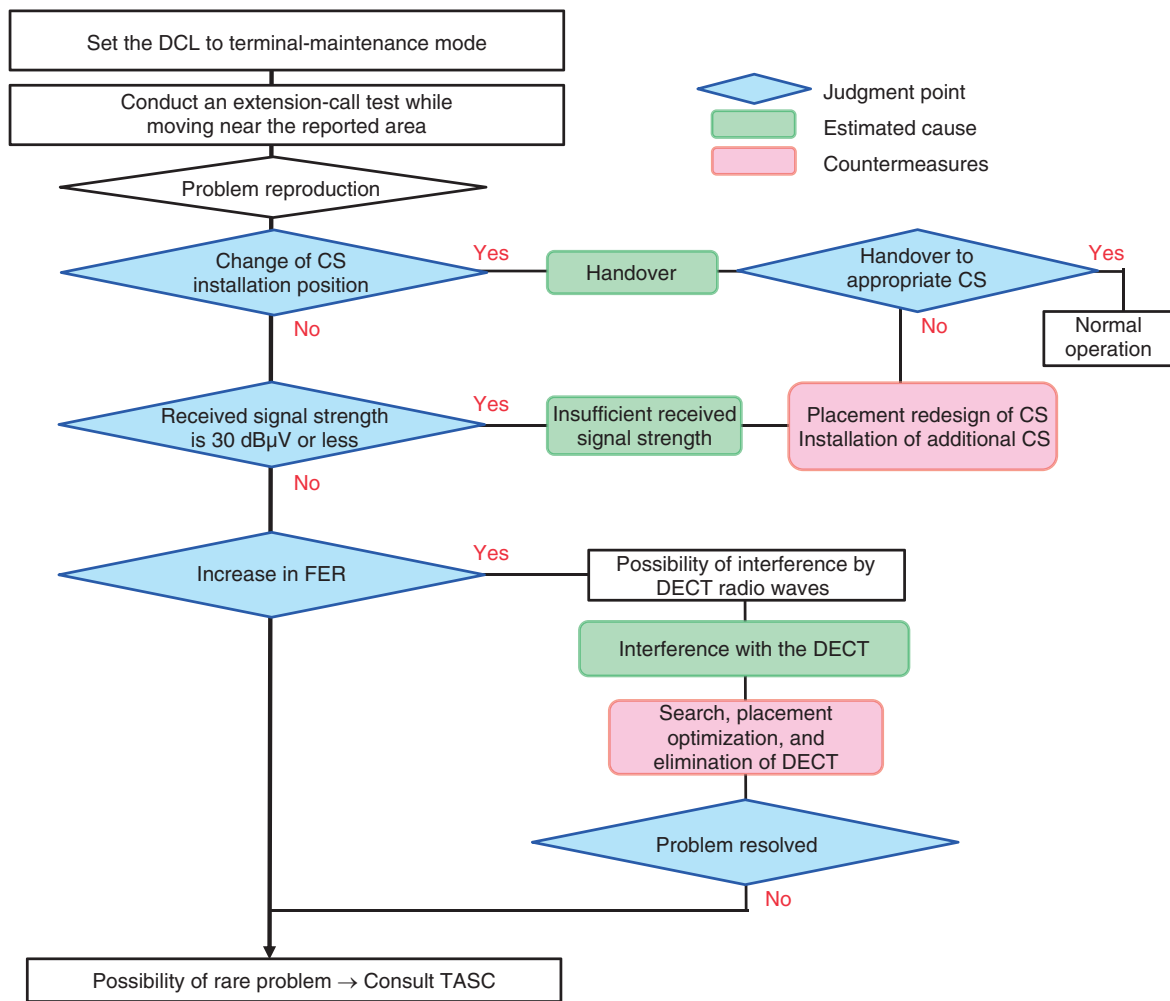 Set the DCL to terminal-maintenance mode
Conduct an extension-call test while
moving near the reported area
Problem reproduction
Judgment point
Estimated cause
Countermeasures
Change of CS
installation position
Yes
No
Handover
Handover to
appropriate CS
Yes
No
Normal
operation
Received signal strength
is 30 dBµV or less
Yes
No
Insufficient received
signal strength
Placement redesign of CS
Installation of additional CS
Increase in FER
Yes
Possibility of interference by
DECT radio waves
Interference with the DECT
Search, placement
optimization, and
elimination of DECT
Problem resolved
No
Possibility of rare problem → Consult TASC